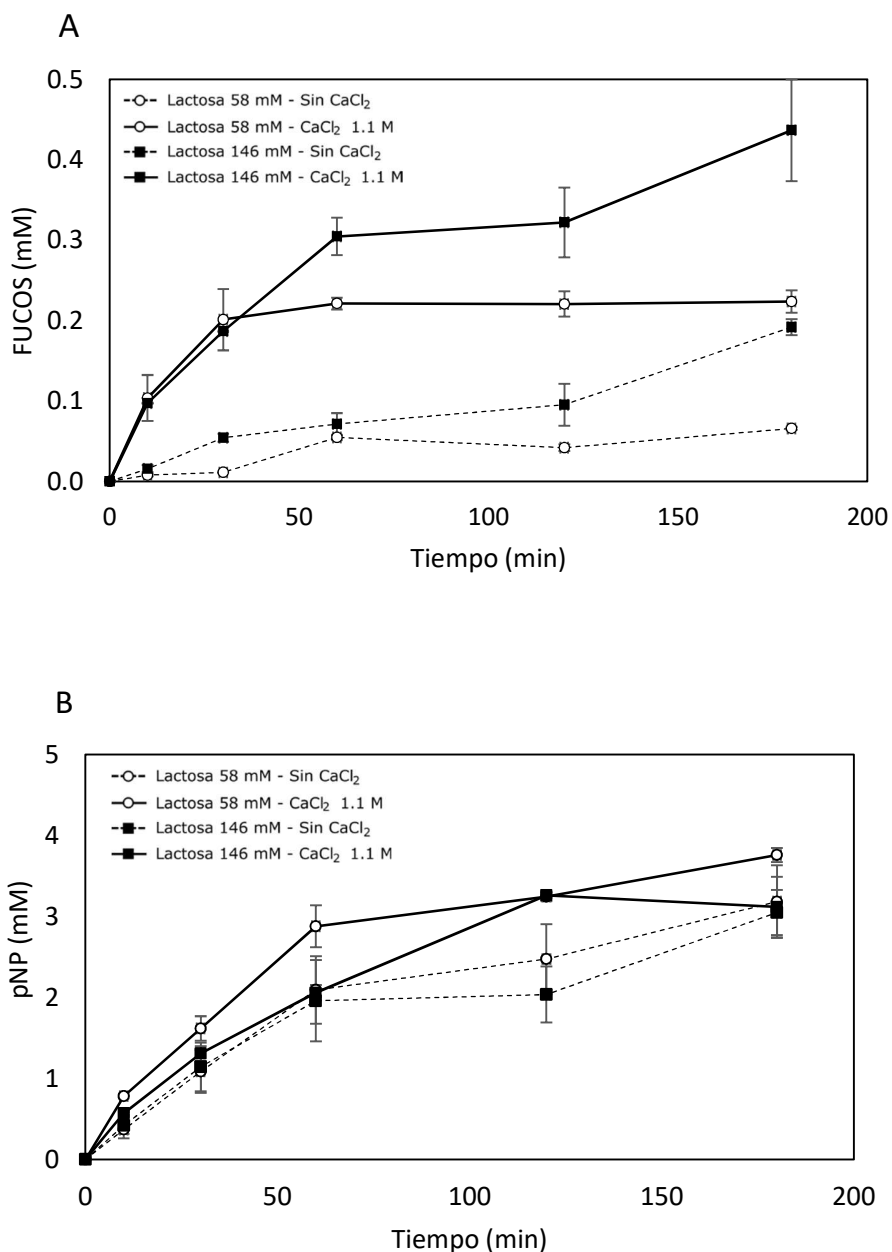 A
0.5
Lactosa 58 mM - Sin CaCl₂
Lactosa 58 mM - CaCl₂ 1.1 M
Lactosa 146 mM - Sin CaCl₂
Lactosa 146 mM - CaCl₂ 1.1 M
0.4
0.3
0.2
0.1
0.0
FUCOS (mM)
0 50 100 150 200
Tiempo (min)
B
5
Lactosa 58 mM - Sin CaCl₂
Lactosa 58 mM - CaCl₂ 1.1 M
Lactosa 146 mM - Sin CaCl₂
Lactosa 146 mM - CaCl₂ 1.1 M
4
3
2
1
0
pNP (mM)
0 50 100 150 200
Tiempo (min)